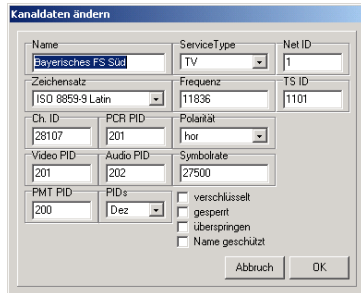 Kanaldaten ändern
Name ServiceType Net ID
Bayerisches FS Süd TV 1
Zeichensatz Frequenz TS ID
ISO 8859-9 Latin 11836 1101
Ch. ID PCR PID Polarität
28107 201 hor
Video PID Audio PID Symbolrate
201 202 27500
PMT PID PIDs
200 Dez
verschlüsselt
gesperrt
überspringen
Name geschützt
Abbruch OK